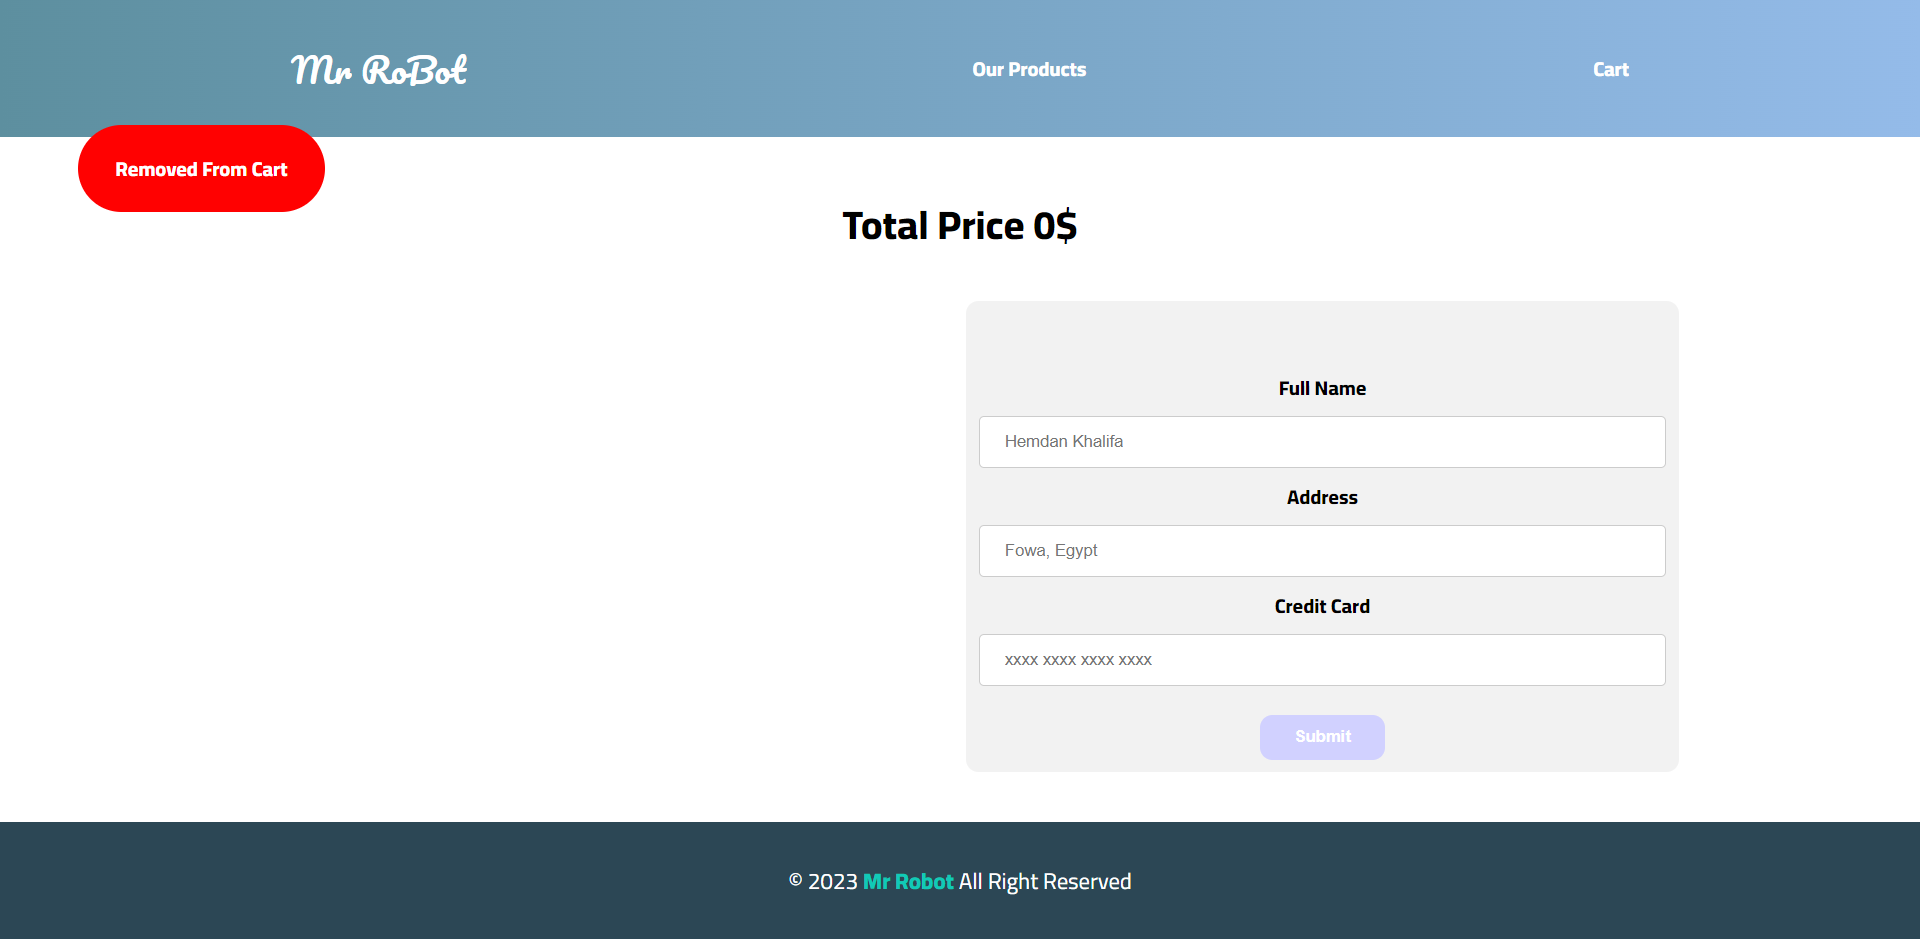 Mr RoBot
Our Products
Cart
Removed From Cart
Total Price 0$
Full Name
Hemdan Khalifa
Address
Fowa, Egypt
Credit Card
xxxx xxxx xxxx xxxx
Submit
© 2023 Mr Robot All Right Reserved